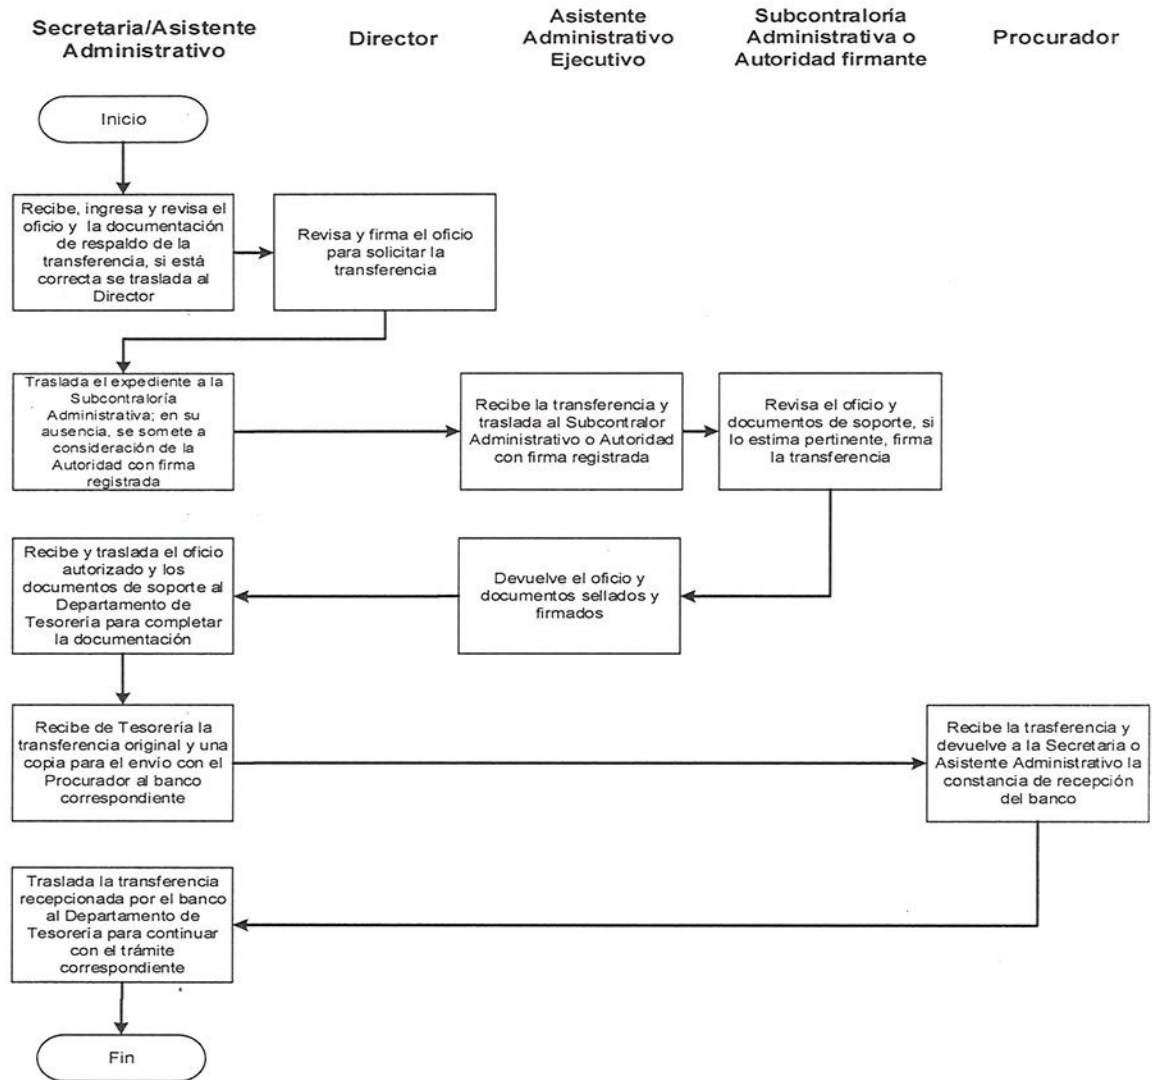 Secretaria/Asistente
Administrativo
Director
Asistente
Administrativo
Ejecutivo
Subcontraloría
Administrativa o
Autoridad firmante
Procurador
Inicio
Recibe, ingresa y revisa el
oficio y la documentación
de respaldo de la
transferencia, si está
correcta se traslada al
Director
Revisa y firma el oficio
para solicitar la
transferencia
Traslada el expediente a la
Subcontraloría
Administrativa; en su
ausencia, se somete a
consideración de la
Autoridad con firma
registrada
Recibe la transferencia y
traslada al Subcontralor
Administrativo o Autoridad
con firma registrada
Revisa el oficio y
documentos de soporte, si
lo estima pertinente, firma
la transferencia
Recibe y traslada el oficio
autorizado y los
documentos de soporte al
Departamento de
Tesorería para completar
la documentación
Devuelve el oficio y
documentos sellados y
firmados
Recibe de Tesorería la
transferencia original y una
copia para el envío con el
Procurador al banco
correspondiente
Recibe la trasferencia y
devuelve a la Secretaria o
Asistente Administrativo la
constancia de recepción
del banco
Traslada la transferencia
recepcionada por el banco
al Departamento de
Tesorería para continuar
con el trámite
correspondiente
Fin